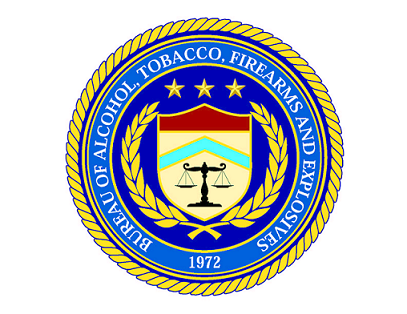 BUREAU OF ALCOHOL, TOBACCO, FIREARMS AND EXPLOSIVES
1972